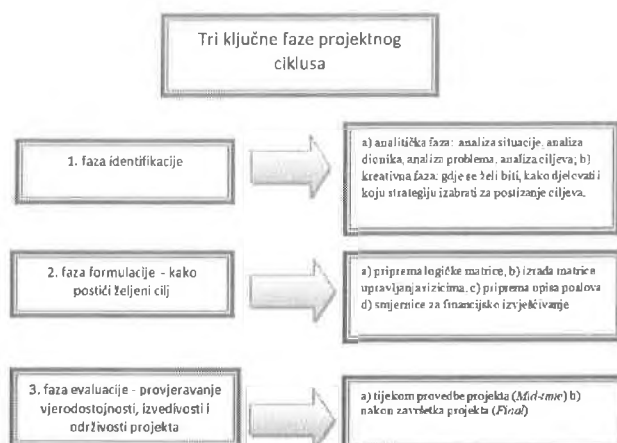 Tri ključne faze projektnog
ciklusa
1. faza identifikacije
a) analitička faza: analiza situacije, analiza
dionika, analiza problema, analiza ciljeva; b)
kreativna faza: gdje se želi biti, kako djelovati i
koju strategiju izabrati za postizanje ciljeva.
2. faza formulacije - kako
postići željeni cilj
a) priprema logičke matrice, b) izrada matrice
upravljanja rizicima, c) priprema opisa poslova
d) smjernice za financijsko izvješćivanje
3. faza evaluacije - provjeravanje
vjerodostojnosti, izvedivosti i
održivosti projekta
a) tijekom provedbe projekta (Mid-time) b)
nakon završetka projekta (Final)